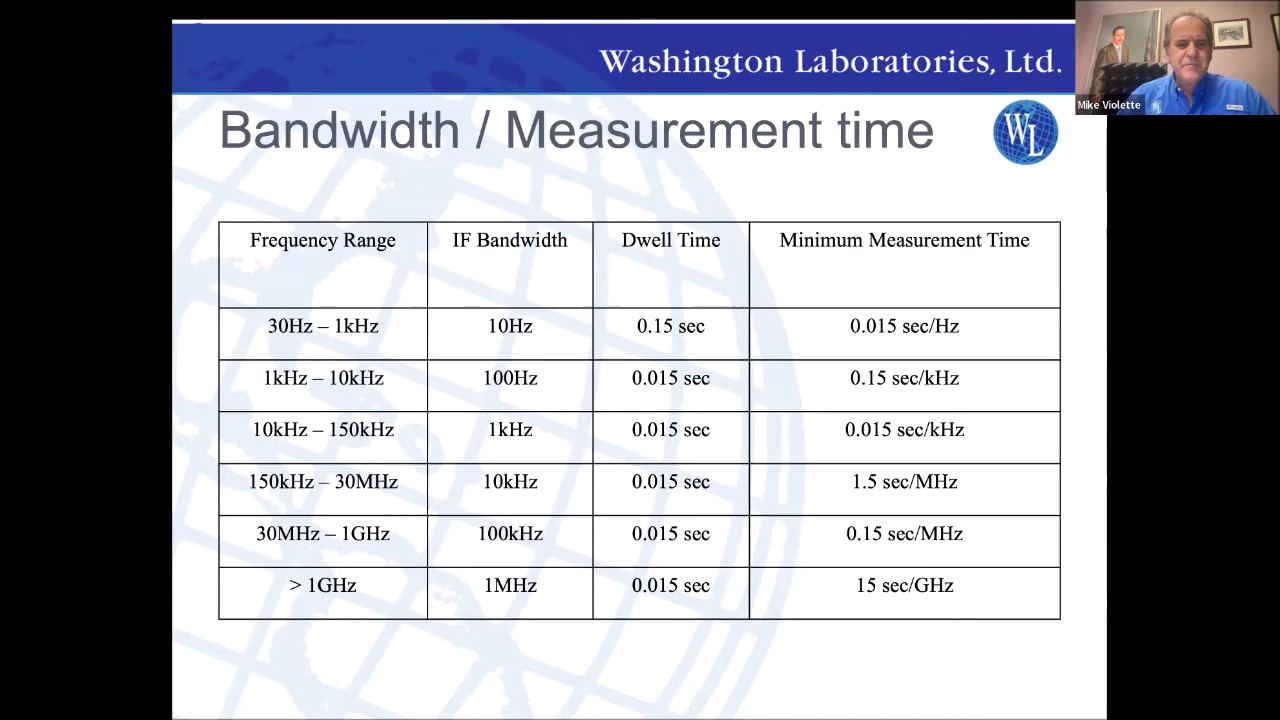 Washington Laboratories, Ltd.
Mike Violette
Bandwidth / Measurement time
WL
Frequency Range IF Bandwidth Dwell Time Minimum Measurement Time
30Hz – 1kHz 10Hz 0.15 sec 0.015 sec/Hz
1kHz – 10kHz 100Hz 0.015 sec 0.15 sec/kHz
10kHz – 150kHz 1kHz 0.015 sec 0.015 sec/kHz
150kHz – 30MHz 10kHz 0.015 sec 1.5 sec/MHz
30MHz – 1GHz 100kHz 0.015 sec 0.15 sec/MHz
> 1GHz 1MHz 0.015 sec 15 sec/GHz